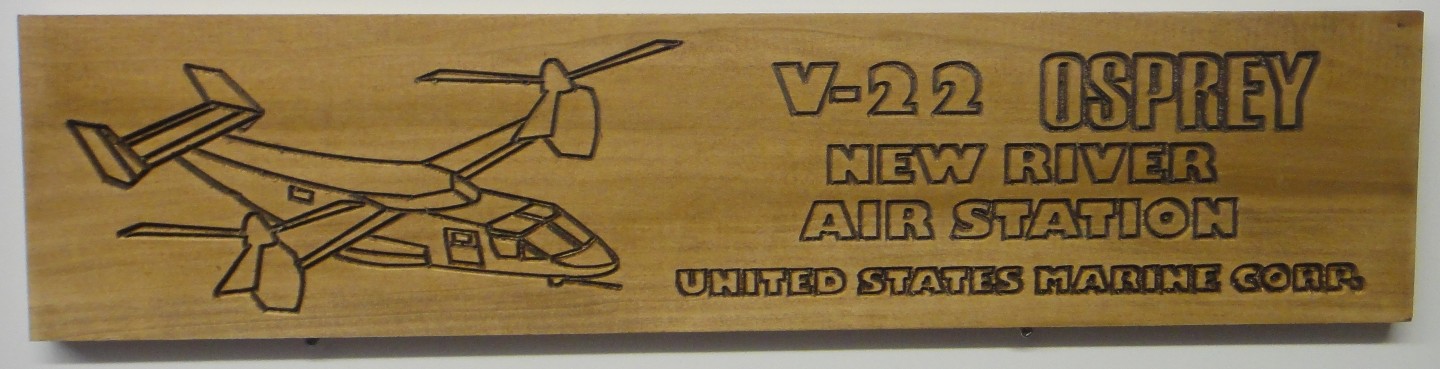 V-22 OSPREY
NEW RIVER
AIR STATION
UNITED STATES MARINE CORP.